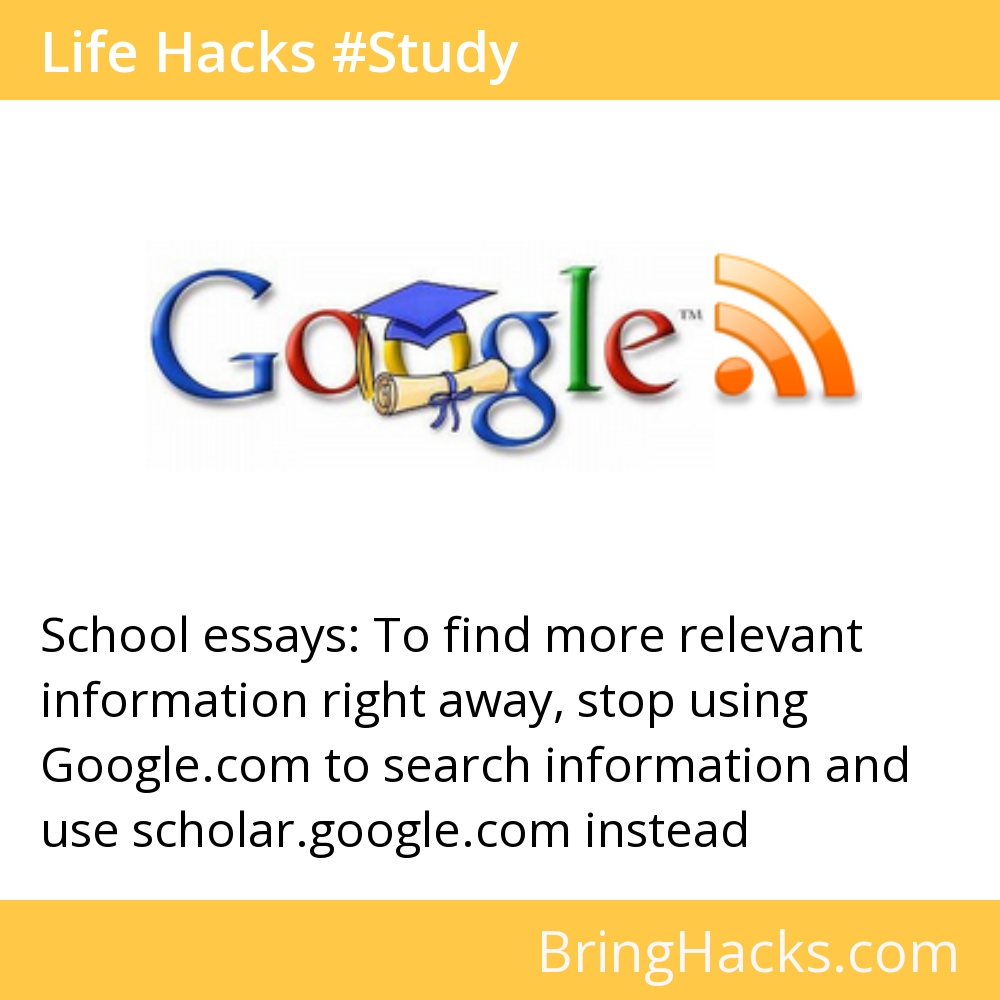 Life Hacks #Study
Google™
School essays: To find more relevant
information right away, stop using
Google.com to search information and
use scholar.google.com instead
BringHacks.com